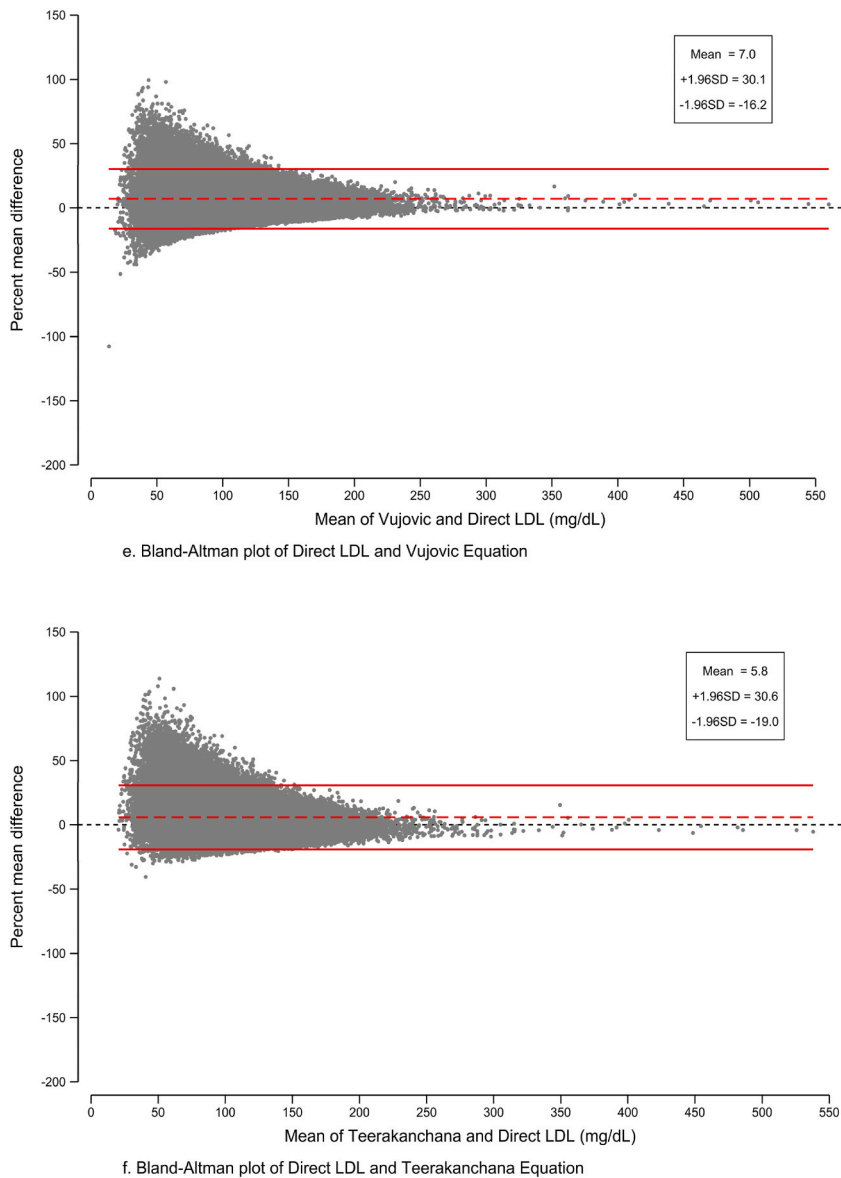 150
100
50
0
-50
-100
-150
-200
Percent mean difference
Mean = 7.0
+1.96SD = 30.1
-1.96SD = -16.2
0 50 100 150 200 250 300 350 400 450 500 550
Mean of Vujovic and Direct LDL (mg/dL)
e. Bland-Altman plot of Direct LDL and Vujovic Equation
150
100
50
0
-50
-100
-150
-200
Percent mean difference
Mean = 5.8
+1.96SD = 30.6
-1.96SD = -19.0
0 50 100 150 200 250 300 350 400 450 500 550
Mean of Teerakanchana and Direct LDL (mg/dL)
f. Bland-Altman plot of Direct LDL and Teerakanchana Equation